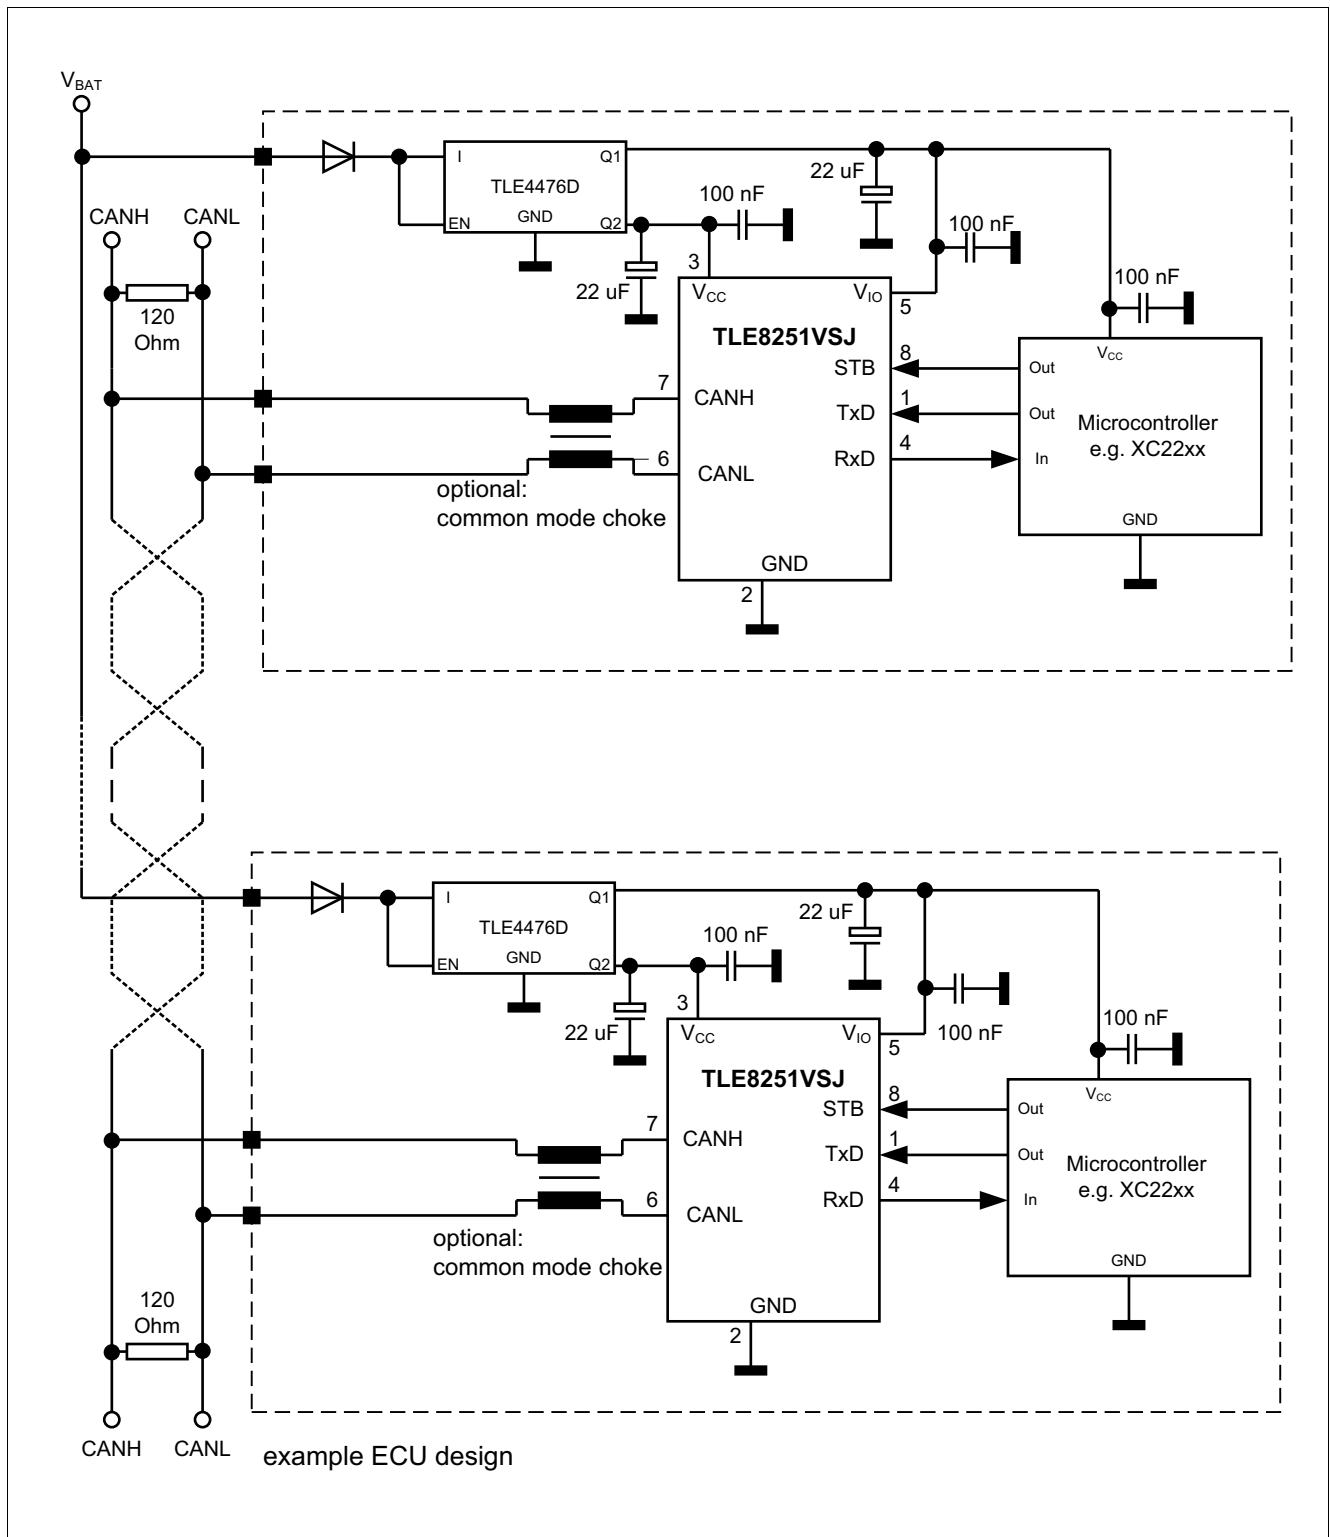 V_BAT
CANH
CANL
120
Ohm
I
Q1
TLE4476D
GND
EN
Q2
22 uF
100 nF
100 nF
22 uF
100 nF
3
V_CC
V_IO
5
TLE8251VSJ
STB
8
Out
V_CC
7
CANH
TxD
1
Out
Microcontroller
e.g. XC22xx
RxD
4
In
6
CANL
optional:
common mode choke
GND
GND
2
I
Q1
TLE4476D
GND
EN
Q2
22 uF
100 nF
100 nF
22 uF
100 nF
3
V_CC
V_IO
5
TLE8251VSJ
STB
8
Out
V_CC
7
CANH
TxD
1
Out
Microcontroller
e.g. XC22xx
RxD
4
In
6
CANL
optional:
common mode choke
GND
GND
2
120
Ohm
CANH
CANL
example ECU design